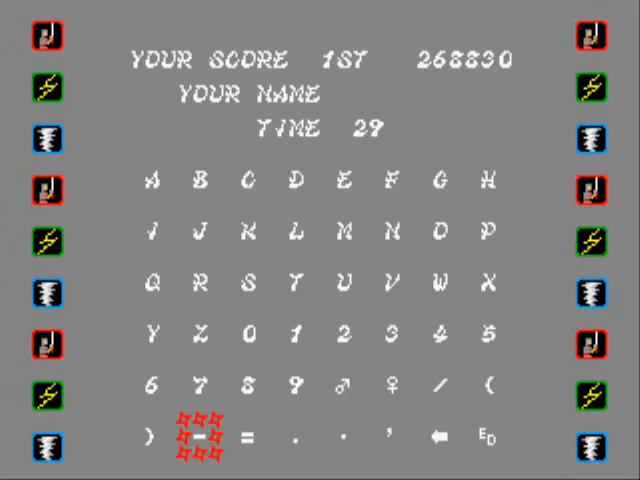 YOUR SCORE 1ST 268830
YOUR NAME
TIME 29
A B C D E F G H
I J K L M N O P
Q R S T U V W X
Y Z 0 1 2 3 4 5
6 7 8 9 ♂ ♀ / (
) - = . · ' ← ED